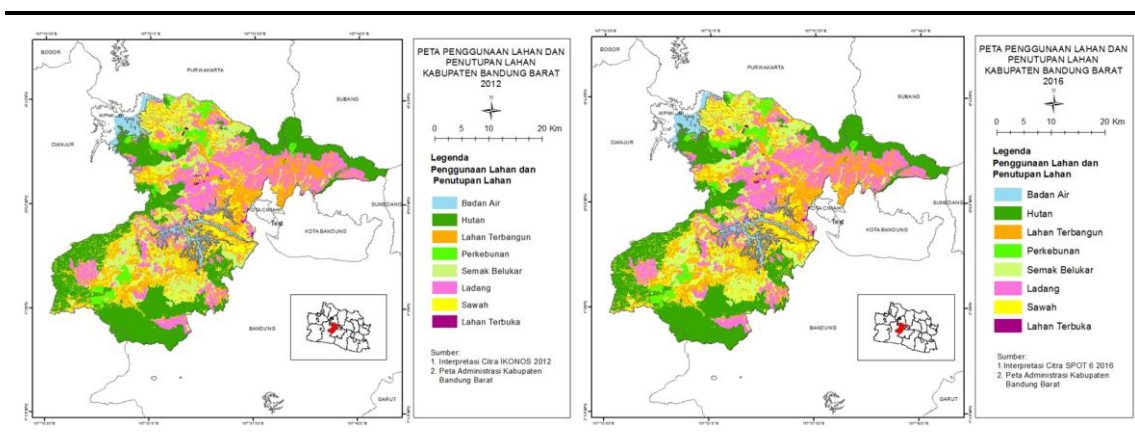 BOGOR
PURWAKARTA
SUBANG
CIANJUR
SUMEDANG
KOTA CIMAHI
KOTA BANDUNG
BANDUNG
GARUT
PETA PENGGUNAAN LAHAN DAN
PENUTUPAN LAHAN
KABUPATEN BANDUNG BARAT
2012
0 5 10 20 Km
Legenda
Penggunaan Lahan dan
Penutupan Lahan
Badan Air
Hutan
Lahan Terbangun
Perkebunan
Semak Belukar
Ladang
Sawah
Lahan Terbuka
Sumber:
1. Interpretasi Citra IKONOS 2012
2. Peta Administrasi Kabupaten
Bandung Barat
BOGOR
PURWAKARTA
SUBANG
CIANJUR
SUMEDANG
KOTA CIMAHI
KOTA BANDUNG
BANDUNG
GARUT
PETA PENGGUNAAN LAHAN DAN
PENUTUPAN LAHAN
KABUPATEN BANDUNG BARAT
2016
0 5 10 20 Km
Legenda
Penggunaan Lahan dan
Penutupan Lahan
Badan Air
Hutan
Lahan Terbangun
Perkebunan
Semak Belukar
Ladang
Sawah
Lahan Terbuka
Sumber:
1.Interpretasi Citra SPOT 6 2016
2. Peta Administrasi Kabupaten
Bandung Barat